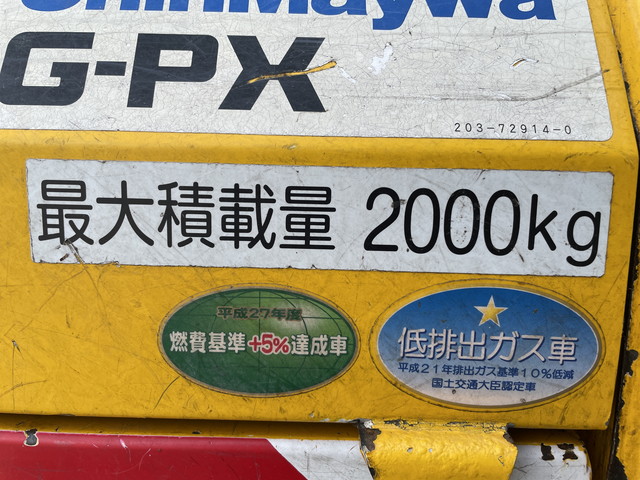 ShinMaywa
G-PX
203-72914-0
最大積載量 2000kg
平成27年度
燃費基準+5%達成車
低排出ガス車
平成21年排出ガス基準10%低減
国土交通大臣認定車